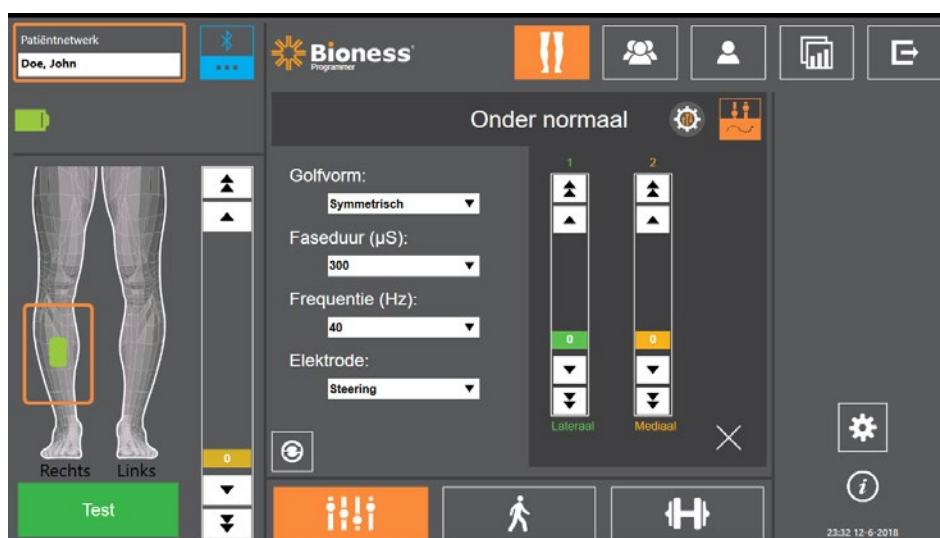 Patiëntnetwerk
Doe, John
Bioness
Programmer
Onder normaal
Golfvorm:
Symmetrisch
Faseduur (µS):
300
Frequentie (Hz):
40
Elektrode:
Steering
1
2
0
0
Lateraal
Mediaal
Rechts
Links
0
Test
i
23:32 12-6-2018